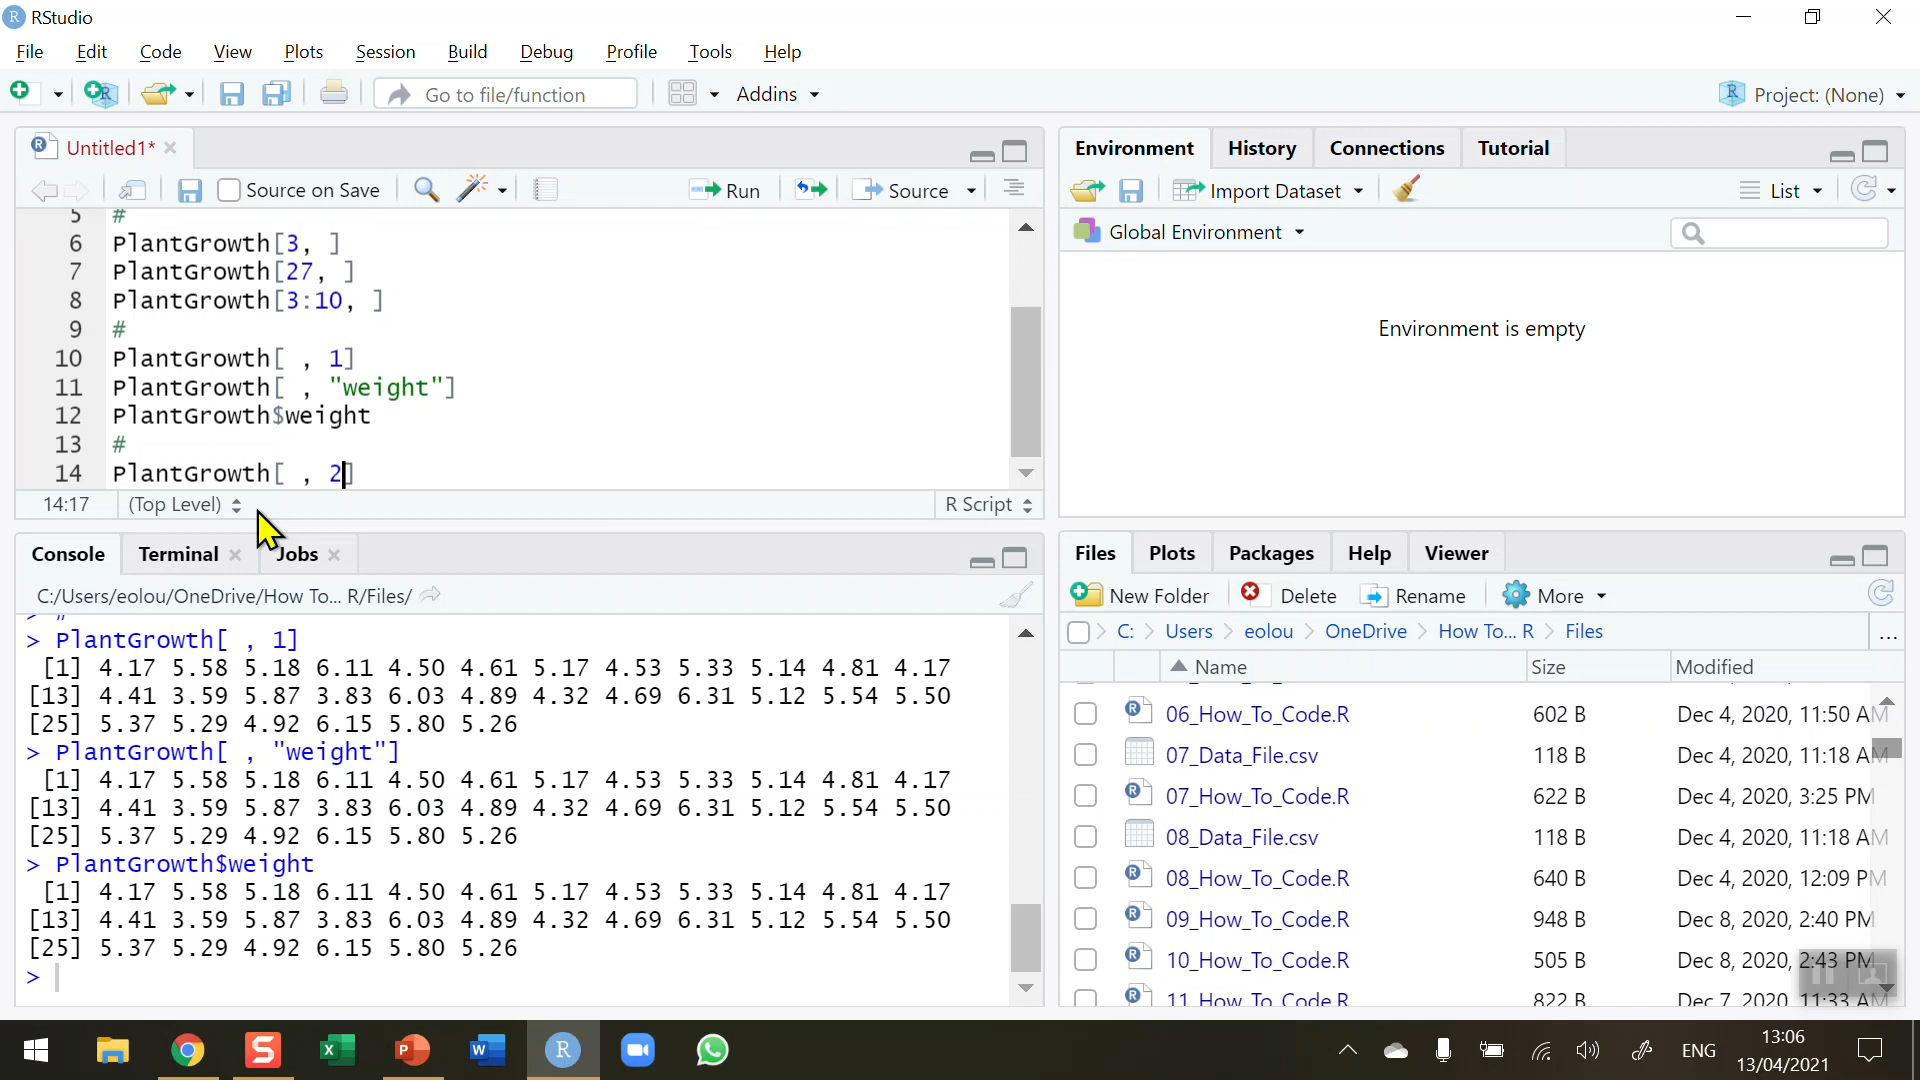 RStudio
File Edit Code View Plots Session Build Debug Profile Tools Help
Go to file/function Addins Project: (None)
Untitled1*
Source on Save Run Source
5 #
6 PlantGrowth[3, ]
7 PlantGrowth[27, ]
8 PlantGrowth[3:10, ]
9 #
10 PlantGrowth[ , 1]
11 PlantGrowth[ , "weight"]
12 PlantGrowth$weight
13 #
14 PlantGrowth[ , 2]
14:17 (Top Level) R Script
Console Terminal Jobs
C:/Users/eolou/OneDrive/How To... R/Files/
> #
> PlantGrowth[ , 1]
[1] 4.17 5.58 5.18 6.11 4.50 4.61 5.17 4.53 5.33 5.14 4.81 4.17
[13] 4.41 3.59 5.87 3.83 6.03 4.89 4.32 4.69 6.31 5.12 5.54 5.50
[25] 5.37 5.29 4.92 6.15 5.80 5.26
> PlantGrowth[ , "weight"]
[1] 4.17 5.58 5.18 6.11 4.50 4.61 5.17 4.53 5.33 5.14 4.81 4.17
[13] 4.41 3.59 5.87 3.83 6.03 4.89 4.32 4.69 6.31 5.12 5.54 5.50
[25] 5.37 5.29 4.92 6.15 5.80 5.26
> PlantGrowth$weight
[1] 4.17 5.58 5.18 6.11 4.50 4.61 5.17 4.53 5.33 5.14 4.81 4.17
[13] 4.41 3.59 5.87 3.83 6.03 4.89 4.32 4.69 6.31 5.12 5.54 5.50
[25] 5.37 5.29 4.92 6.15 5.80 5.26
>
Environment History Connections Tutorial
Import Dataset List
Global Environment
Environment is empty
Files Plots Packages Help Viewer
New Folder Delete Rename More
C: Users eolou OneDrive How To... R Files ...
Name Size Modified
06_How_To_Code.R 602 B Dec 4, 2020, 11:50 AM
07_Data_File.csv 118 B Dec 4, 2020, 11:18 AM
07_How_To_Code.R 622 B Dec 4, 2020, 3:25 PM
08_Data_File.csv 118 B Dec 4, 2020, 11:18 AM
08_How_To_Code.R 640 B Dec 4, 2020, 12:09 PM
09_How_To_Code.R 948 B Dec 8, 2020, 2:40 PM
10_How_To_Code.R 505 B Dec 8, 2020, 2:43 PM
11_How_To_Code.R 822 B Dec 7, 2020, 11:33 AM
ENG 13:06
13/04/2021